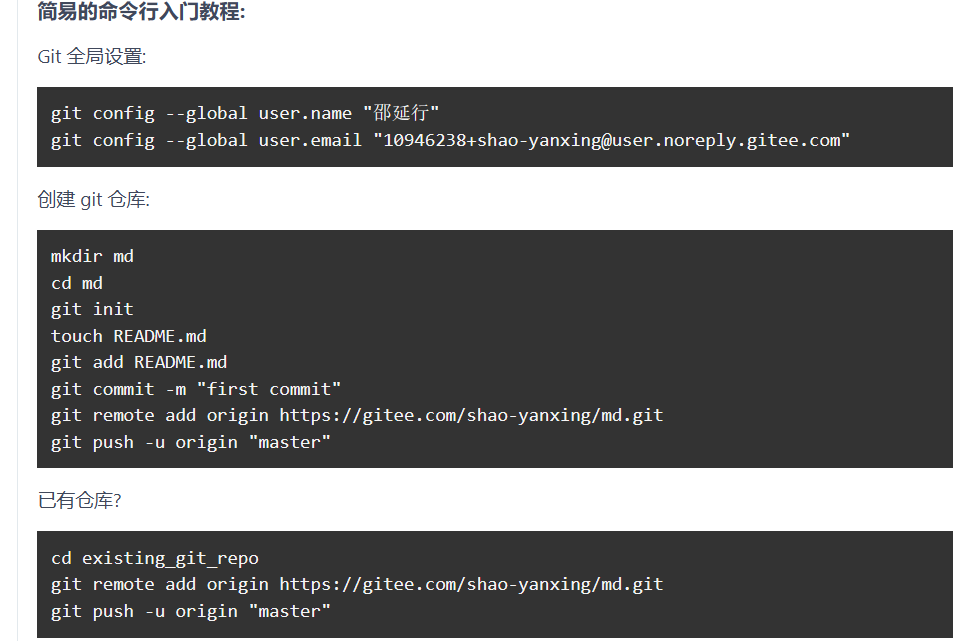 简易的命令行入门教程:
Git 全局设置:
git config --global user.name "邵延行"
git config --global user.email "10946238+shao-yanxing@user.noreply.gitee.com"
创建 git 仓库:
mkdir md
cd md
git init
touch README.md
git add README.md
git commit -m "first commit"
git remote add origin https://gitee.com/shao-yanxing/md.git
git push -u origin "master"
已有仓库?
cd existing_git_repo
git remote add origin https://gitee.com/shao-yanxing/md.git
git push -u origin "master"